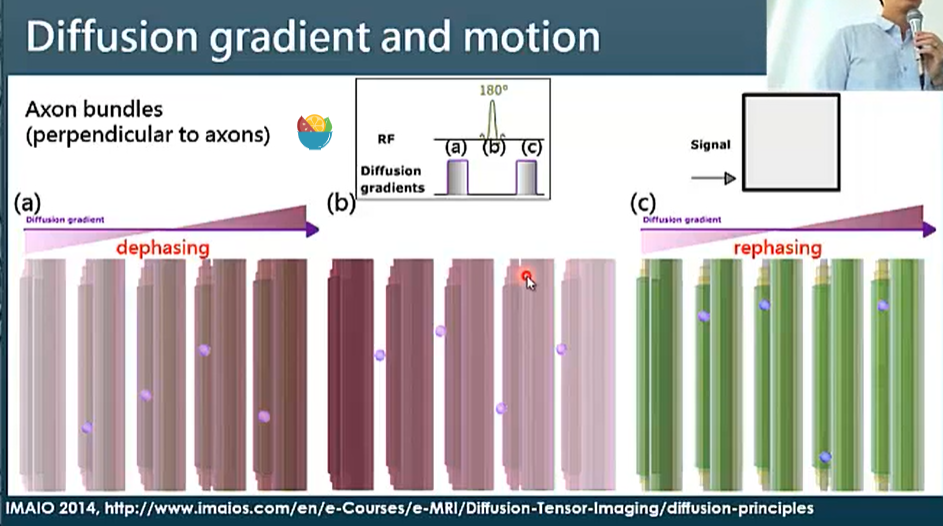 Diffusion gradient and motion
Axon bundles
(perpendicular to axons)
180°
RF
(a) (b) (c)
Diffusion
gradients
Signal
(a)
Diffusion gradient
dephasing
(b)
(c)
Diffusion gradient
rephasing
IMAIO 2014, http://www.imaios.com/en/e-Courses/e-MRI/Diffusion-Tensor-Imaging/diffusion-principles